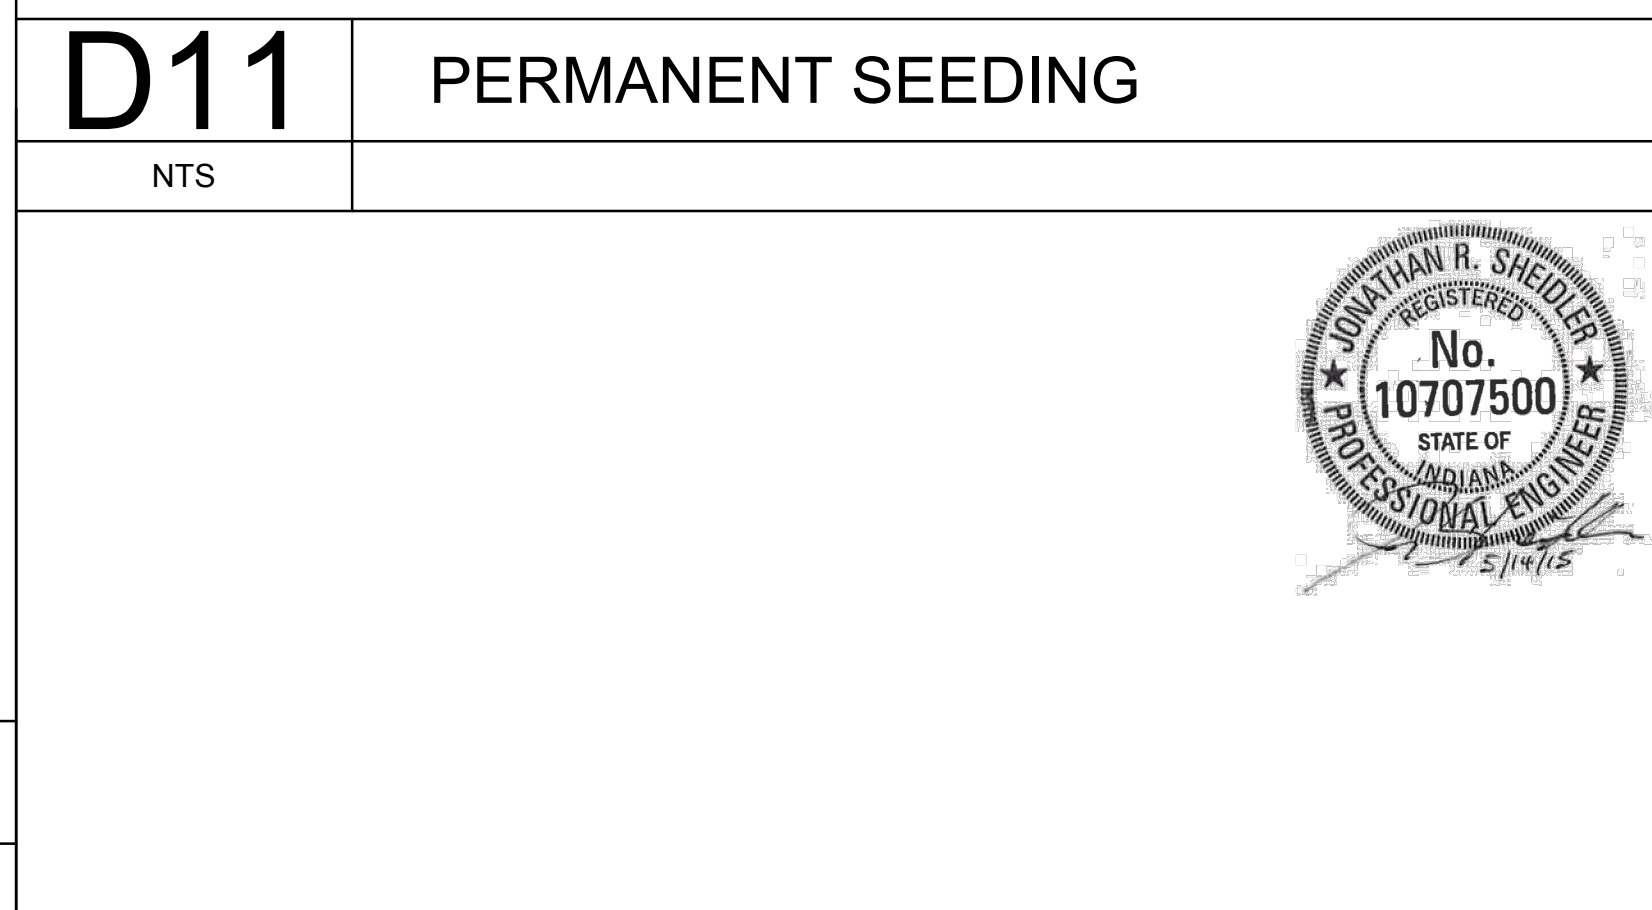 D11
PERMANENT SEEDING
NTS
JONATHAN R. SHEIDLER
REGISTERED
No.
10707500
STATE OF
INDIANA
PROFESSIONAL ENGINEER
5/14/15